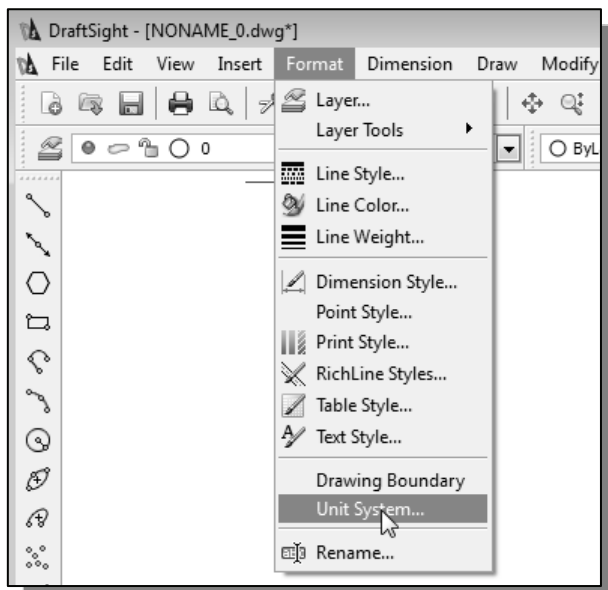 DraftSight - [NONAME_0.dwg*]
File Edit View Insert Format Dimension Draw Modify
0
ByL
Layer...
Layer Tools
Line Style...
Line Color...
Line Weight...
Dimension Style...
Point Style...
Print Style...
RichLine Styles...
Table Style...
Text Style...
Drawing Boundary
Unit System...
Rename...